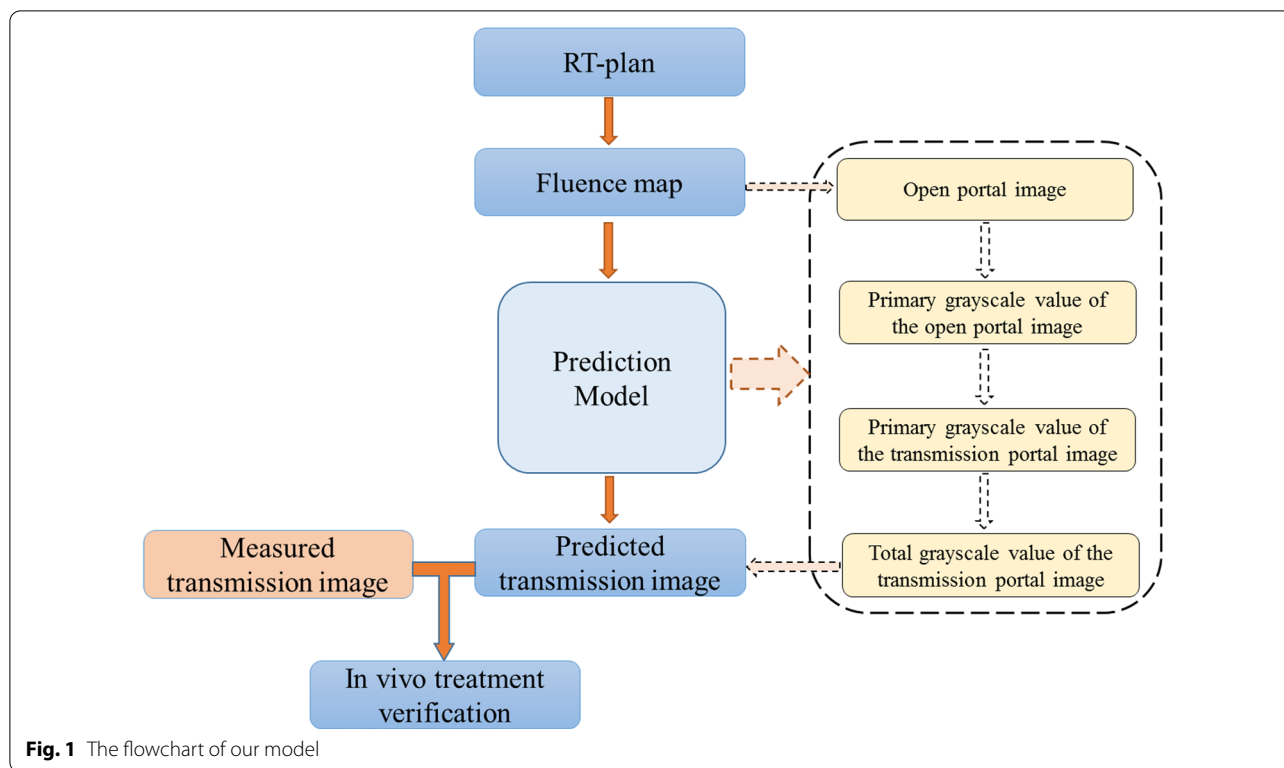 RT-plan
Fluence map
Open portal image
Primary grayscale value of
the open portal image
Prediction
Model
Primary grayscale value of
the transmission portal image
Measured
transmission image
Predicted
transmission image
Total grayscale value of the
transmission portal image
In vivo treatment
verification
Fig. 1 The flowchart of our model